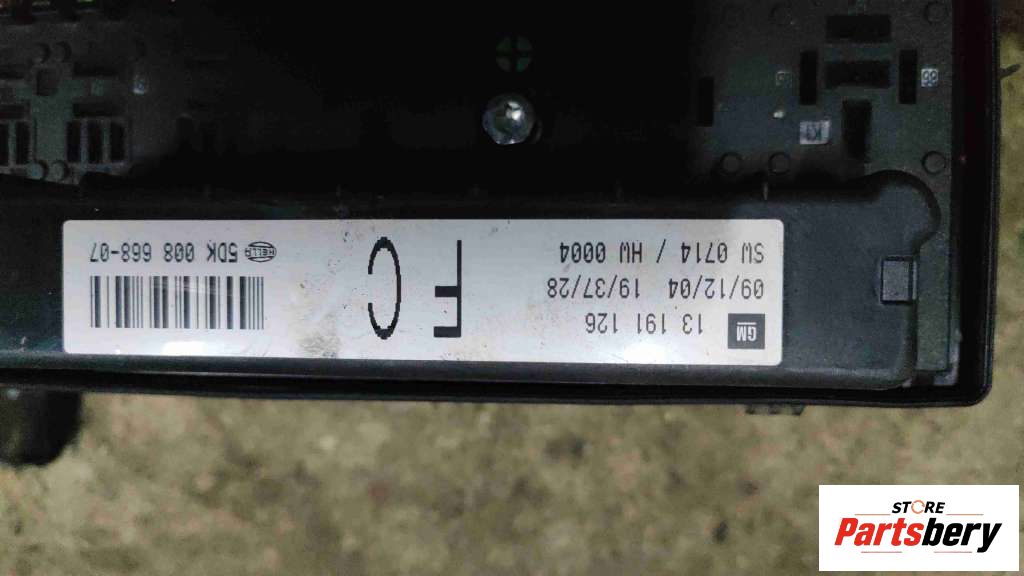 GM 13 191 126
09/12/04 19/37/28
SW 0714 / HW 0004
FC
HELLA 5DK 008 668-07
K1
STORE
Partsbery